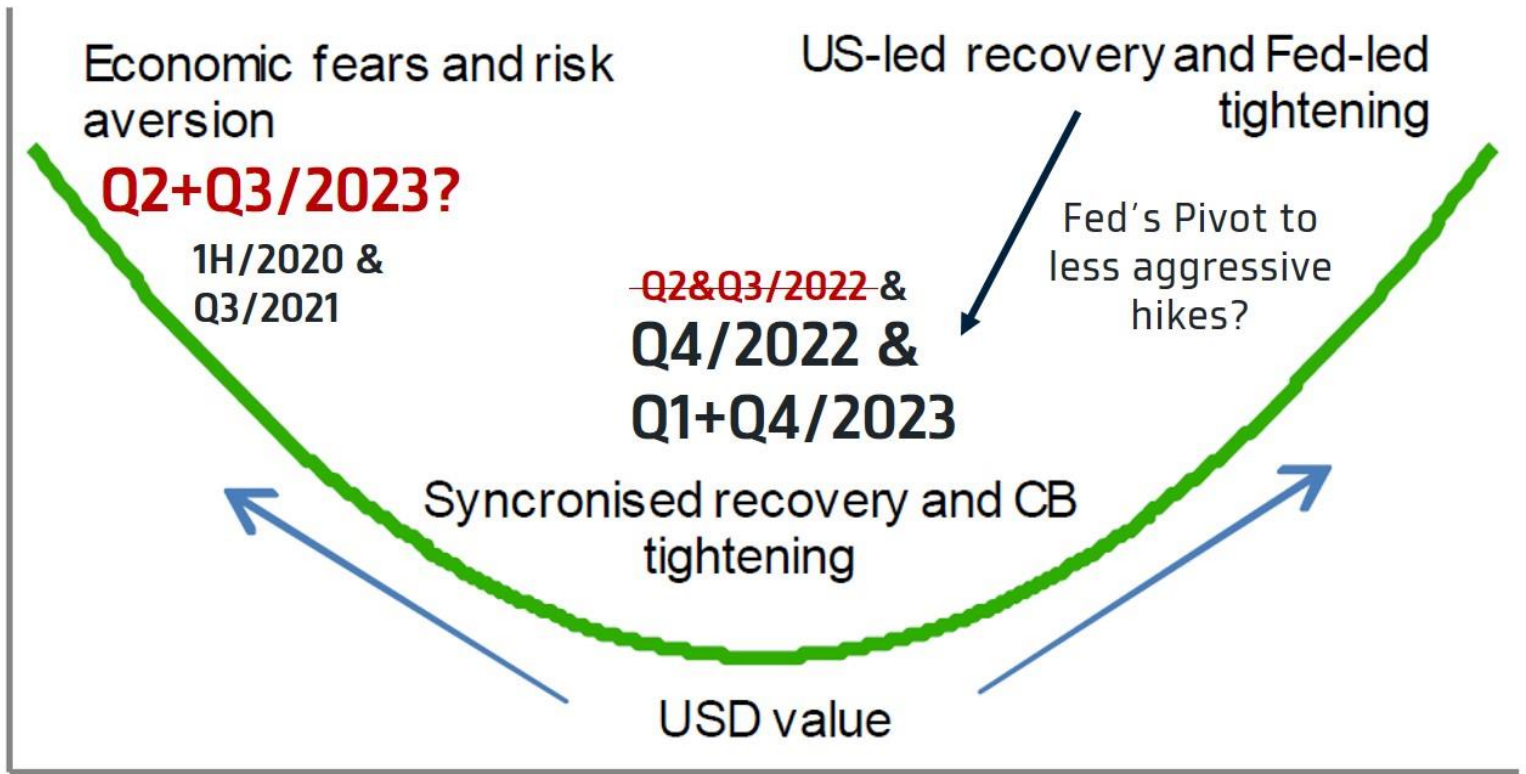 Economic fears and risk
aversion
Q2+Q3/2023?
1H/2020 &
Q3/2021
US-led recovery and Fed-led
tightening
Fed's Pivot to
less aggressive
hikes?
Q2&Q3/2022 &
Q4/2022 &
Q1+Q4/2023
Syncronised recovery and CB
tightening
USD value